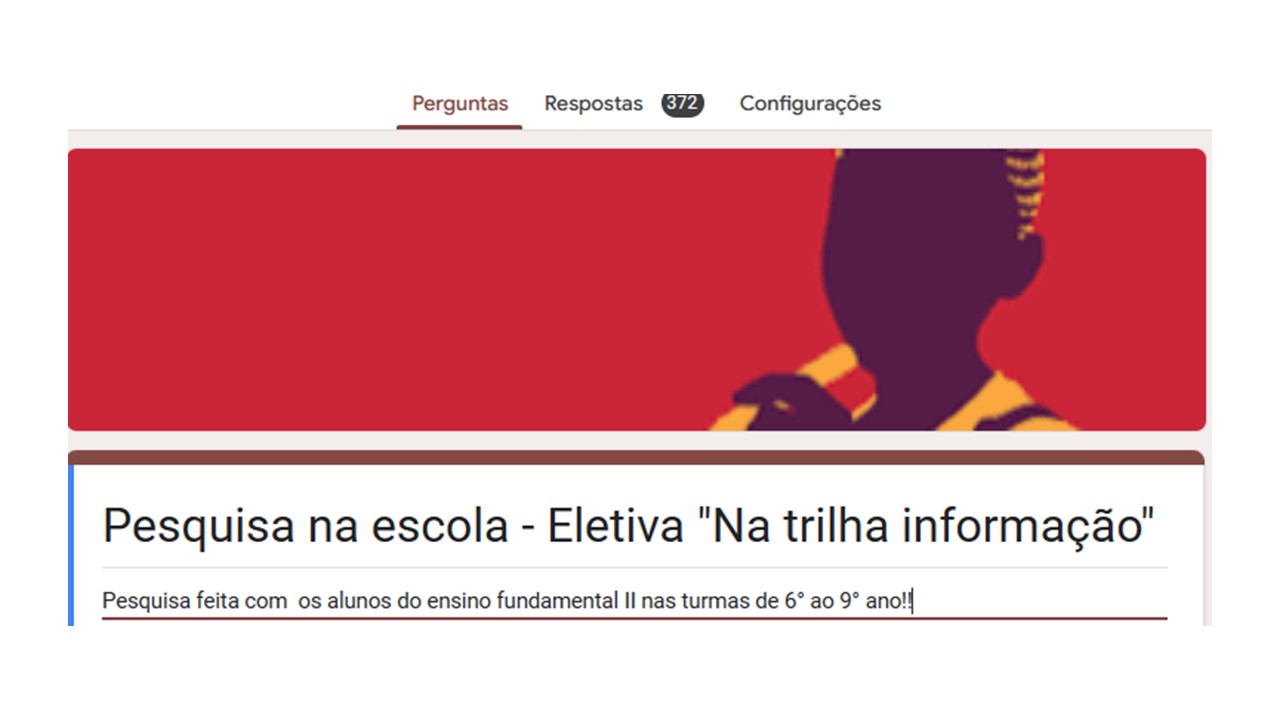 Perguntas Respostas 372 Configurações
Pesquisa na escola - Eletiva "Na trilha informação"
Pesquisa feita com  os alunos do ensino fundamental II nas turmas de 6° ao 9° ano!!